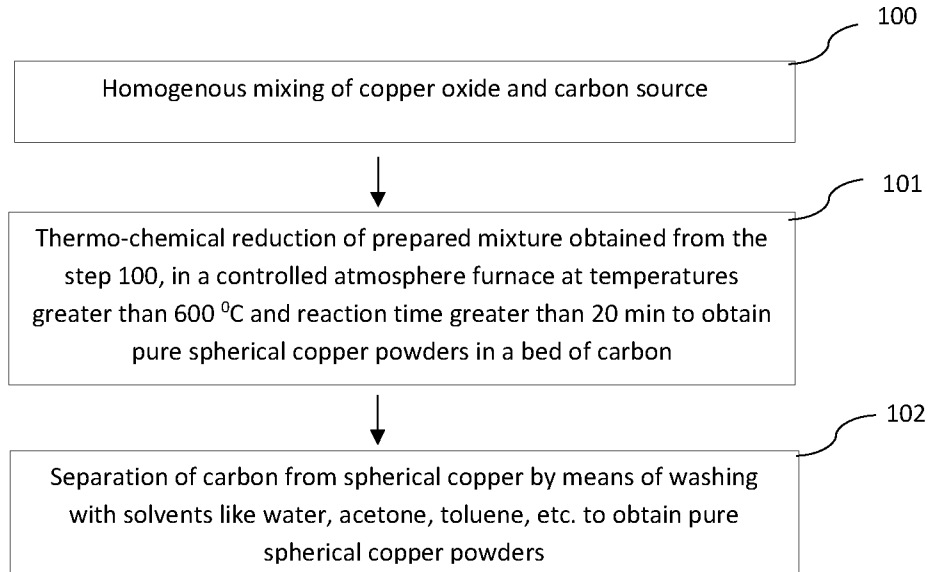 100
Homogenous mixing of copper oxide and carbon source
101
Thermo-chemical reduction of prepared mixture obtained from the
step 100, in a controlled atmosphere furnace at temperatures
greater than 600 ⁰C and reaction time greater than 20 min to obtain
pure spherical copper powders in a bed of carbon
102
Separation of carbon from spherical copper by means of washing
with solvents like water, acetone, toluene, etc. to obtain pure
spherical copper powders